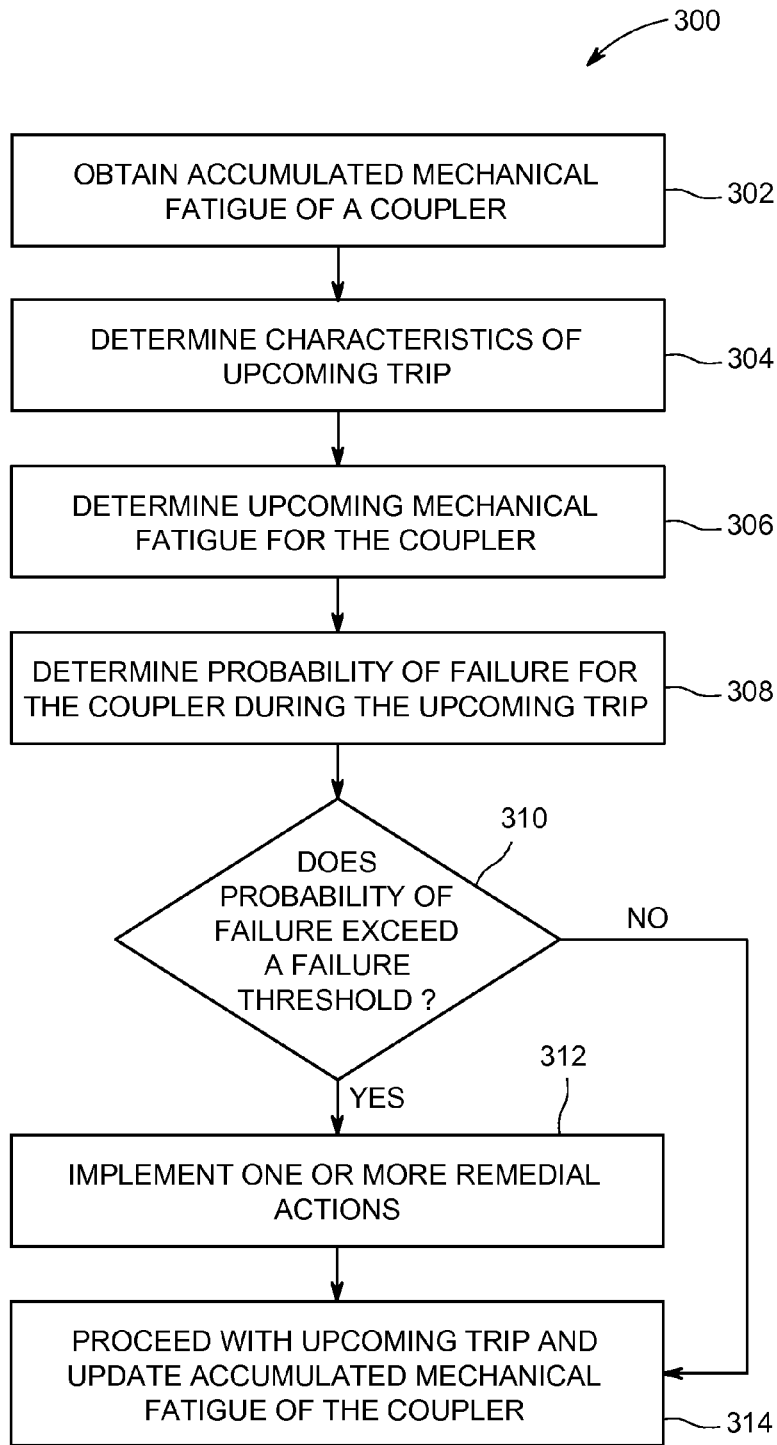 300
OBTAIN ACCUMULATED MECHANICAL
FATIGUE OF A COUPLER
302
DETERMINE CHARACTERISTICS OF
UPCOMING TRIP
304
DETERMINE UPCOMING MECHANICAL
FATIGUE FOR THE COUPLER
306
DETERMINE PROBABILITY OF FAILURE FOR
THE COUPLER DURING THE UPCOMING TRIP
308
310
DOES
PROBABILITY OF
FAILURE EXCEED
A FAILURE
THRESHOLD ?
NO
YES
312
IMPLEMENT ONE OR MORE REMEDIAL
ACTIONS
PROCEED WITH UPCOMING TRIP AND
UPDATE ACCUMULATED MECHANICAL
FATIGUE OF THE COUPLER
314